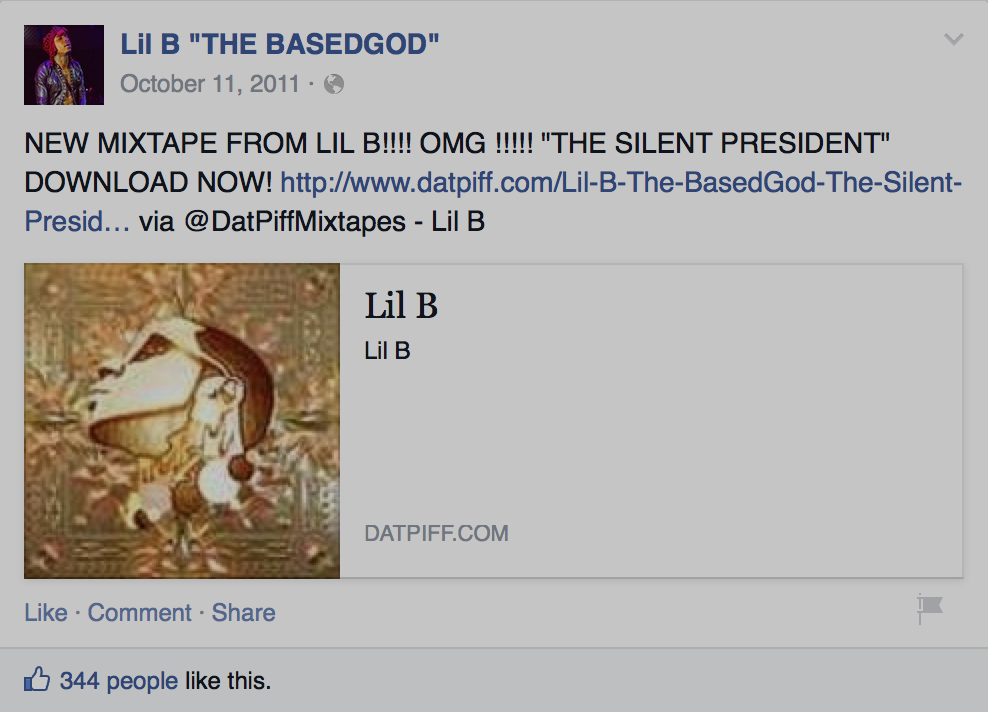 Lil B "THE BASEDGOD"
October 11, 2011 ·
NEW MIXTAPE FROM LIL B!!!! OMG !!!!! "THE SILENT PRESIDENT"
DOWNLOAD NOW! http://www.datpiff.com/Lil-B-The-BasedGod-The-Silent-
Presid… via @DatPiffMixtapes - Lil B
Lil B
Lil B
DATPIFF.COM
Like · Comment · Share
344 people like this.